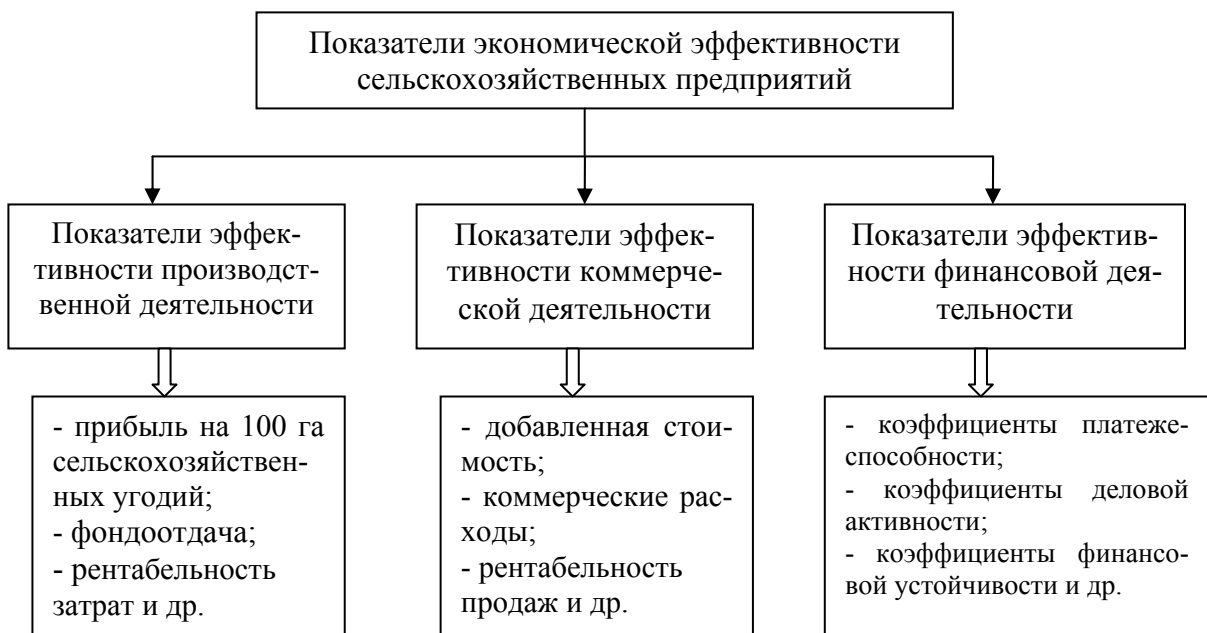 Показатели экономической эффективности
сельскохозяйственных предприятий
Показатели эффек-
тивности производст-
венной деятельности
Показатели эффек-
тивности коммерче-
ской деятельности
Показатели эффектив-
ности финансовой дея-
тельности
- прибыль на 100 га
сельскохозяйствен-
ных угодий;
- фондоотдача;
- рентабельность
затрат и др.
- добавленная стои-
мость;
- коммерческие рас-
ходы;
- рентабельность
продаж и др.
- коэффициенты платеже-
способности;
- коэффициенты деловой
активности;
- коэффициенты финансо-
вой устойчивости и др.